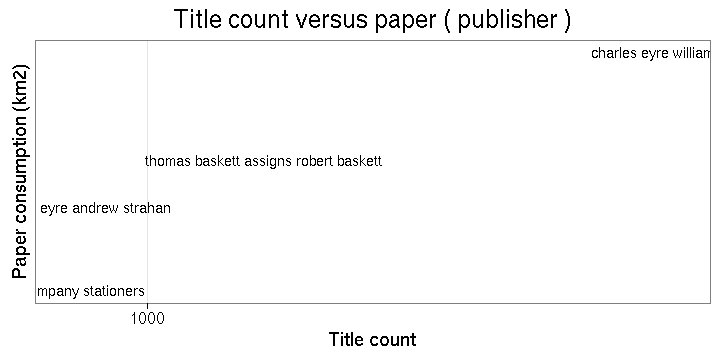 Title count versus paper ( publisher )
charles eyre william
thomas baskett assigns robert baskett
eyre andrew strahan
mpany stationers
1000
Title count
Paper consumption (km2)